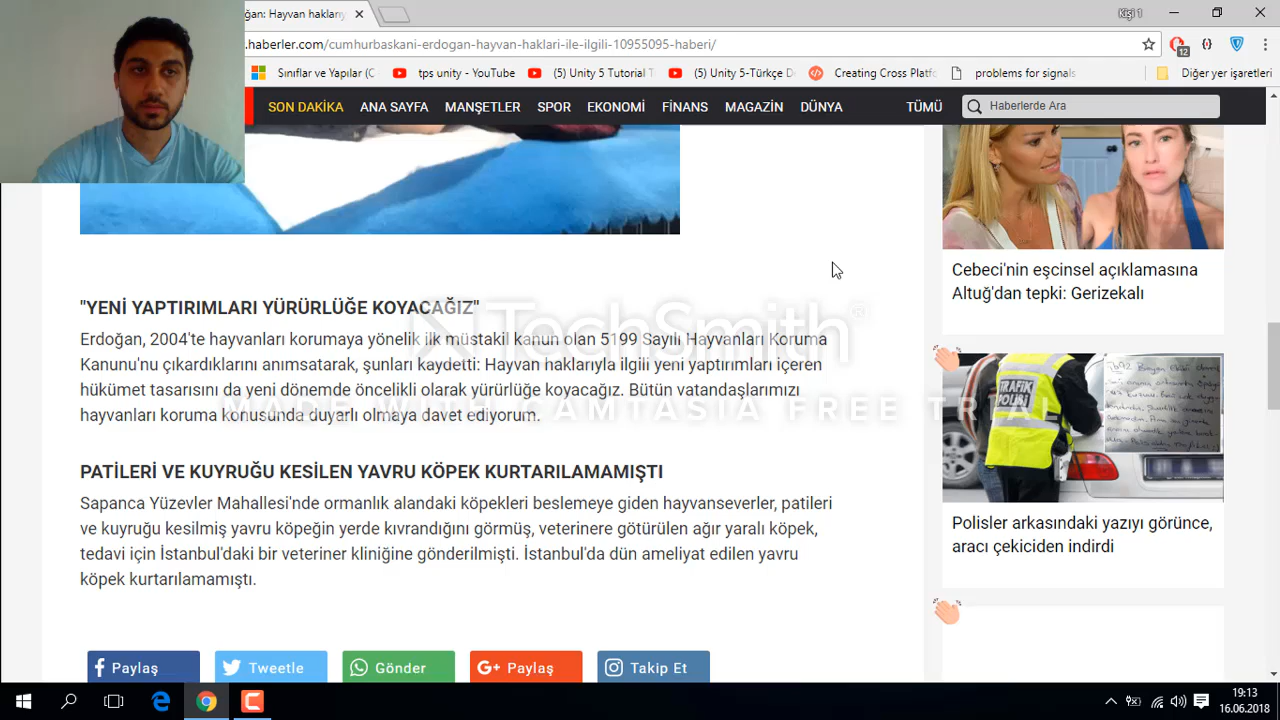 ğan: Hayvan hakları
Kişi 1
.haberler.com/cumhurbaskani-erdogan-hayvan-haklari-ile-ilgili-10955095-haberi/
12
Sınıflar ve Yapılar (C
tps unity - YouTube
(5) Unity 5 Tutorial T
(5) Unity 5-Türkçe D
Creating Cross Platf
problems for signals
Diğer yer işaretleri
SON DAKİKA
ANA SAYFA
MANŞETLER
SPOR
EKONOMİ
FİNANS
MAGAZİN
DÜNYA
TÜMÜ
Haberlerde Ara
"YENİ YAPTIRIMLARI YÜRÜRLÜĞE KOYACAĞIZ"
Erdoğan, 2004'te hayvanları korumaya yönelik ilk müstakil kanun olan 5199 Sayılı Hayvanları Koruma
Kanunu'nu çıkardıklarını anımsatarak, şunları kaydetti: Hayvan haklarıyla ilgili yeni yaptırımları içeren
hükümet tasarısını da yeni dönemde öncelikli olarak yürürlüğe koyacağız. Bütün vatandaşlarımızı
hayvanları koruma konusunda duyarlı olmaya davet ediyorum.
PATİLERİ VE KUYRUĞU KESİLEN YAVRU KÖPEK KURTARILAMAMIŞTI
Sapanca Yüzevler Mahallesi'nde ormanlık alandaki köpekleri beslemeye giden hayvanseverler, patileri
ve kuyruğu kesilmiş yavru köpeğin yerde kıvrandığını görmüş, veterinere götürülen ağır yaralı köpek,
tedavi için İstanbul'daki bir veteriner kliniğine gönderilmişti. İstanbul'da dün ameliyat edilen yavru
köpek kurtarılamamıştı.
Paylaş
Tweetle
Gönder
G+ Paylaş
Takip Et
Cebeci'nin eşcinsel açıklamasına
Altuğ'dan tepki: Gerizekalı
TRAFİK
POLİSİ
Polisler arkasındaki yazıyı görünce,
aracı çekiciden indirdi
TechSmith®
MADE WITH CAMTASIA FREE TRIAL
19:13
16.06.2018